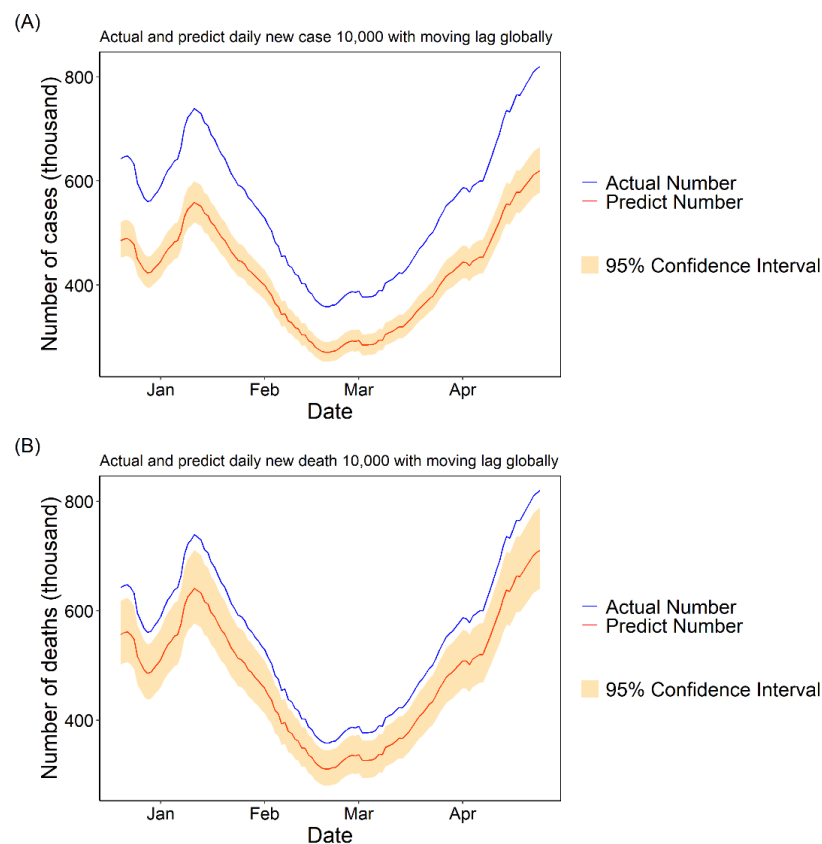 (A)
Actual and predict daily new case 10,000 with moving lag globally
Number of cases (thousand)
800
600
400
Jan Feb Mar Apr
Date
Actual Number
Predict Number
95% Confidence Interval
(B)
Actual and predict daily new death 10,000 with moving lag globally
Number of deaths (thousand)
800
600
400
Jan Feb Mar Apr
Date
Actual Number
Predict Number
95% Confidence Interval